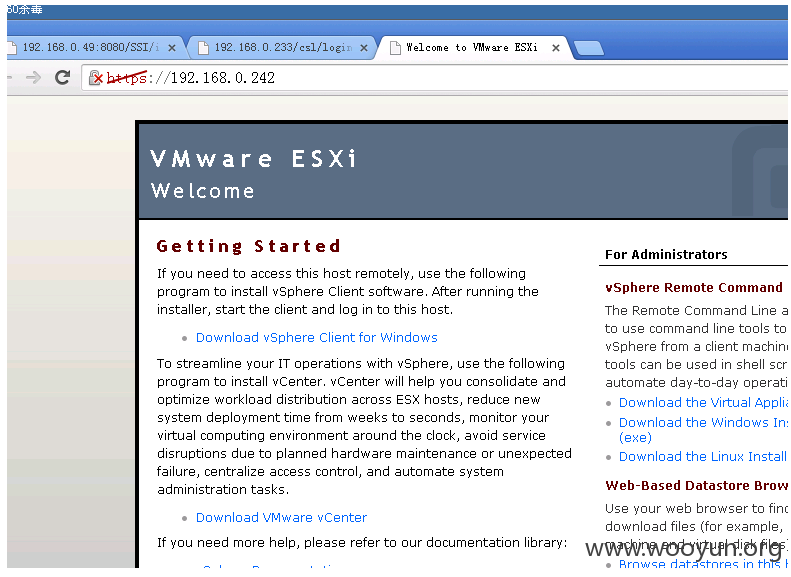 60余毒
192.168.0.49:8080/SSI/i
192.168.0.233/csl/login
Welcome to VMware ESXi
https://192.168.0.242
VMware ESXi
Welcome
Getting Started
If you need to access this host remotely, use the following
program to install vSphere Client software. After running the
installer, start the client and log in to this host.
Download vSphere Client for Windows
To streamline your IT operations with vSphere, use the following
program to install vCenter. vCenter will help you consolidate and
optimize workload distribution across ESX hosts, reduce new
system deployment time from weeks to seconds, monitor your
virtual computing environment around the clock, avoid service
disruptions due to planned hardware maintenance or unexpected
failure, centralize access control, and automate system
administration tasks.
Download VMware vCenter
If you need more help, please refer to our documentation library:
For Administrators
vSphere Remote Command
The Remote Command Line a
to use command line tools to
vSphere from a client machin
tools can be used in shell scr
automate day-to-day operati
Download the Virtual Applia
Download the Windows Ins
(exe)
Download the Linux Install
Web-Based Datastore Brow
Use your web browser to find
download files (for example,
machine and virtual disk files)
Browse datastores in this h
www.wooyun.org